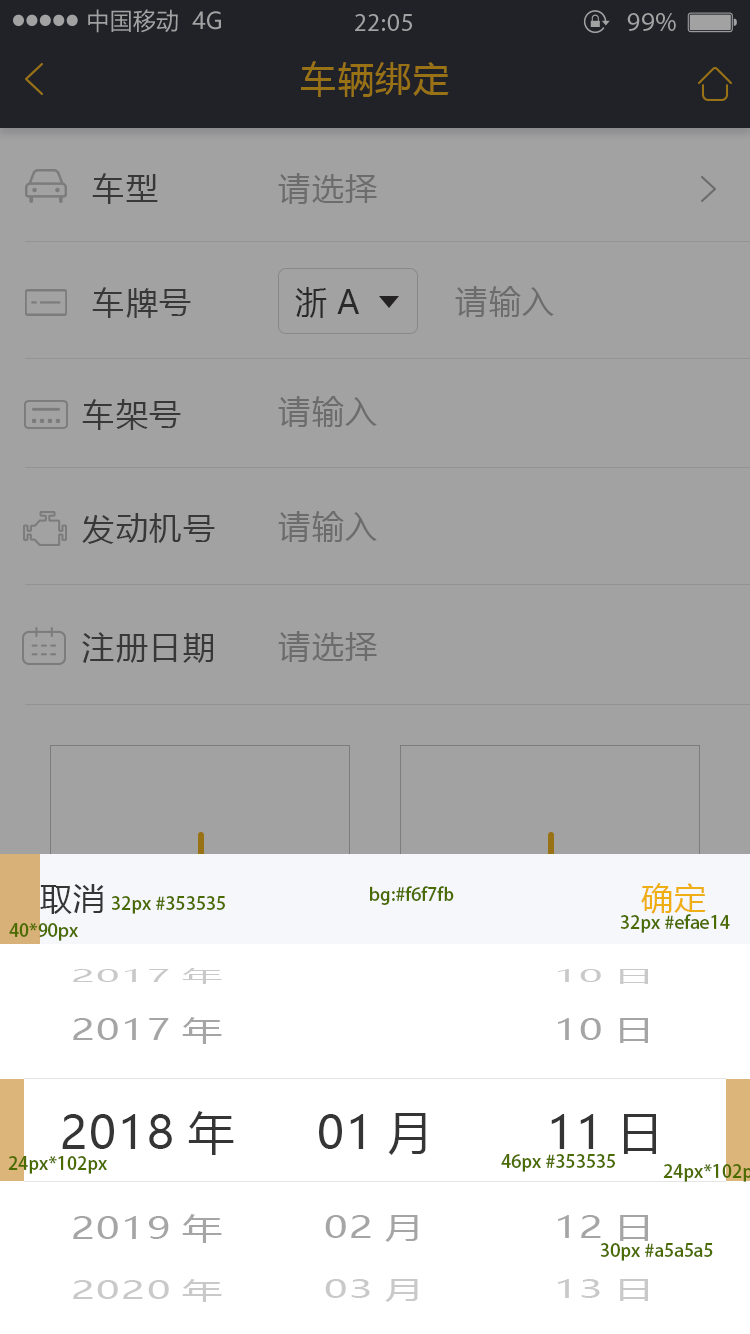 中国移动 4G 22:05 99%
车辆绑定
车型 请选择
车牌号 浙 A 请输入
车架号 请输入
发动机号 请输入
注册日期 请选择
取消 32px #353535 bg:#f6f7fb 确定
40*90px 32px #efae14
2017 年 10 日
2017 年 10 日
2018 年 01 月 11 日
24px*102px 46px #353535 24px*102p
2019 年 02 月 12 日
30px #a5a5a5
2020 年 03 月 13 日